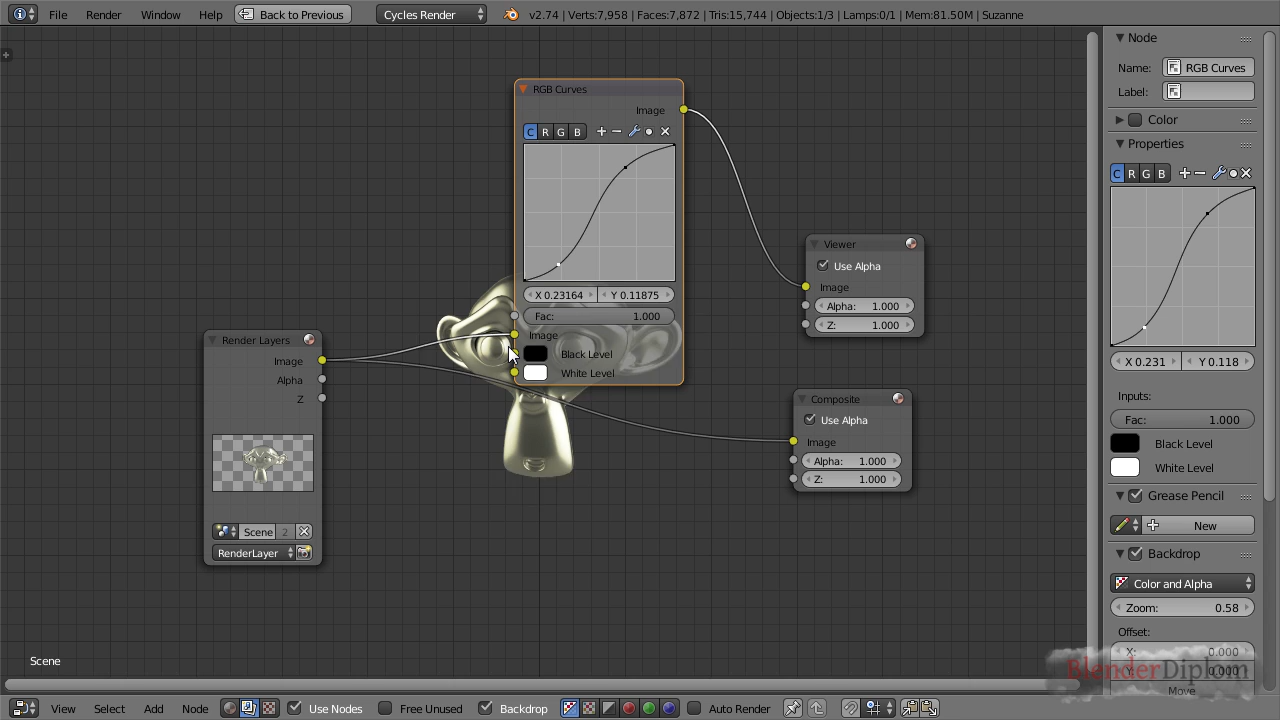 File Render Window Help Back to Previous Cycles Render v2.74 | Verts:7,958 | Faces:7,872 | Tris:15,744 | Objects:1/3 | Lamps:0/1 | Mem:81.50M | Suzanne
RGB Curves
Image
C R G B
X 0.23164 Y 0.11875
Fac: 1.000
Image
Black Level
White Level
Render Layers
Image
Alpha
Z
Scene 2
RenderLayer
Viewer
Use Alpha
Image
Alpha: 1.000
Z: 1.000
Composite
Use Alpha
Image
Alpha: 1.000
Z: 1.000
Scene
Node
Name: RGB Curves
Label:
Color
Properties
C R G B
X 0.231 Y 0.118
Inputs:
Fac: 1.000
Black Level
White Level
Grease Pencil
New
Backdrop
Color and Alpha
Zoom: 0.58
Offset:
X: 0.000
Y: 0.000
Move
BlenderDiplom
View Select Add Node Use Nodes Free Unused Backdrop Auto Render